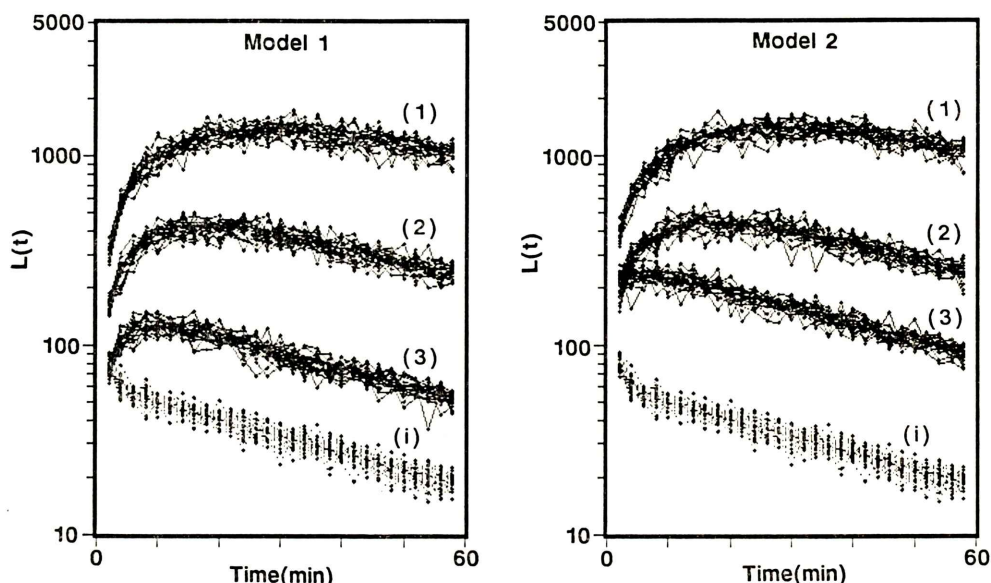 5000
Model 1
(1)
1000
(2)
L(t)
(3)
100
(i)
10
0
60
Time(min)
5000
Model 2
(1)
1000
(2)
L(t)
(3)
100
(i)
10
0
60
Time(min)